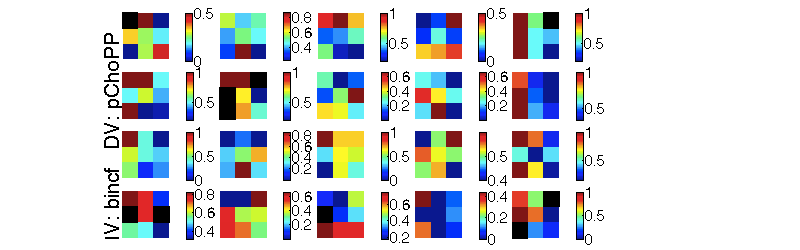 IV: bincf DV: pChoPP
0.5 0.8 1 1 1
0 0.6 0.5 0.5 0.5
0.4 0
1 1 1 0.6 1
0.5 0.5 0.5 0.4 0.5
0 0.2
1 1 0.8 1 1
0.5 0.5 0.6 0.5 0.5
0 0 0.4 0
0.2
0.8 0.6 0.6 0.6 1
0.6 0.4 0.4 0.4 0.5
0.4 0.2 0.2 0.2 0
0